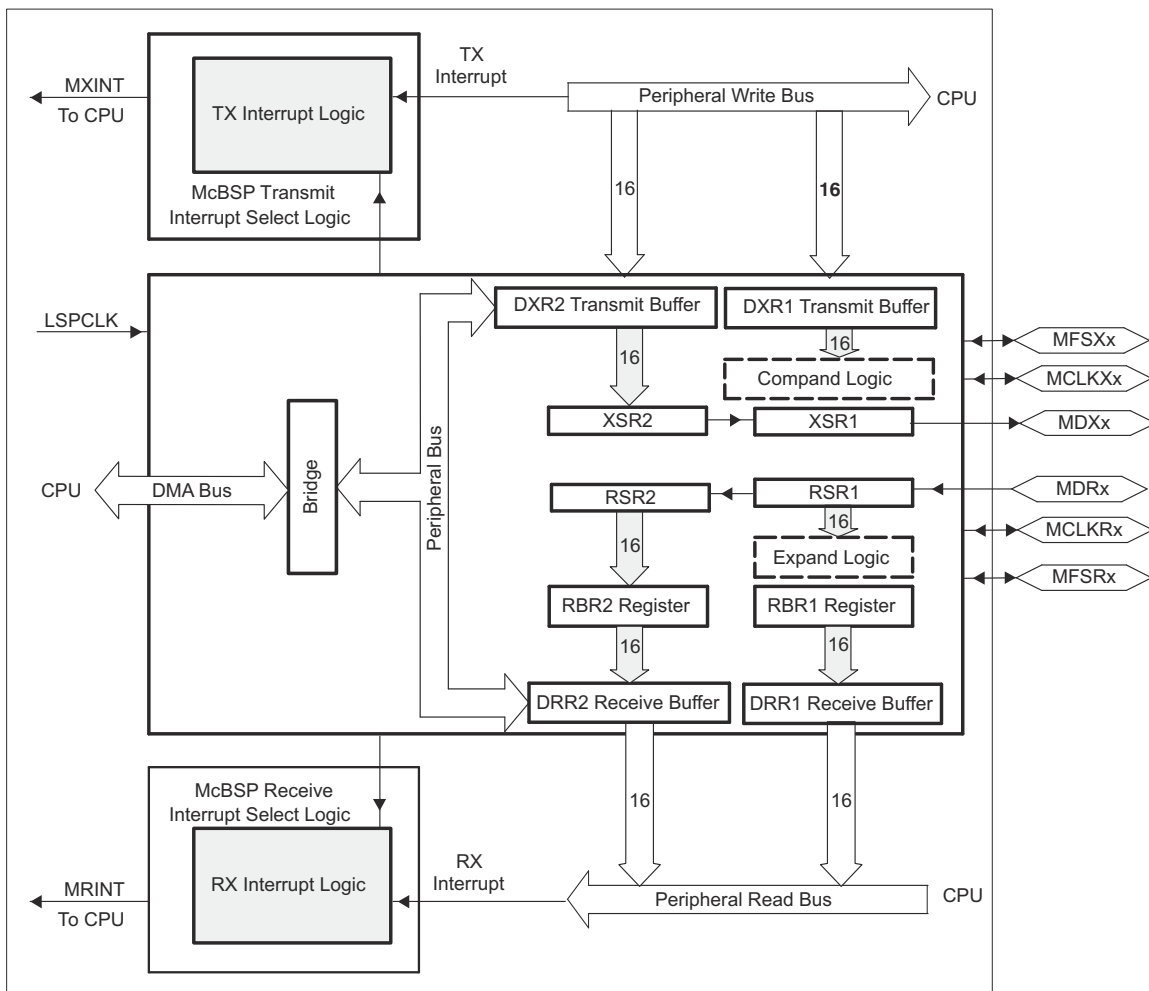 TX
Interrupt
MXINT
To CPU
TX Interrupt Logic
Peripheral Write Bus
CPU
McBSP Transmit
Interrupt Select Logic
16
16
LSPCLK
DXR2 Transmit Buffer
DXR1 Transmit Buffer
16
16
MFSXx
Compand Logic
MCLKXx
XSR2
XSR1
MDXx
Peripheral Bus
CPU
DMA Bus
Bridge
RSR2
RSR1
MDRx
16
16
MCLKRx
Expand Logic
MFSRx
RBR2 Register
RBR1 Register
16
16
DRR2 Receive Buffer
DRR1 Receive Buffer
McBSP Receive
Interrupt Select Logic
16
16
RX
Interrupt
MRINT
To CPU
RX Interrupt Logic
Peripheral Read Bus
CPU